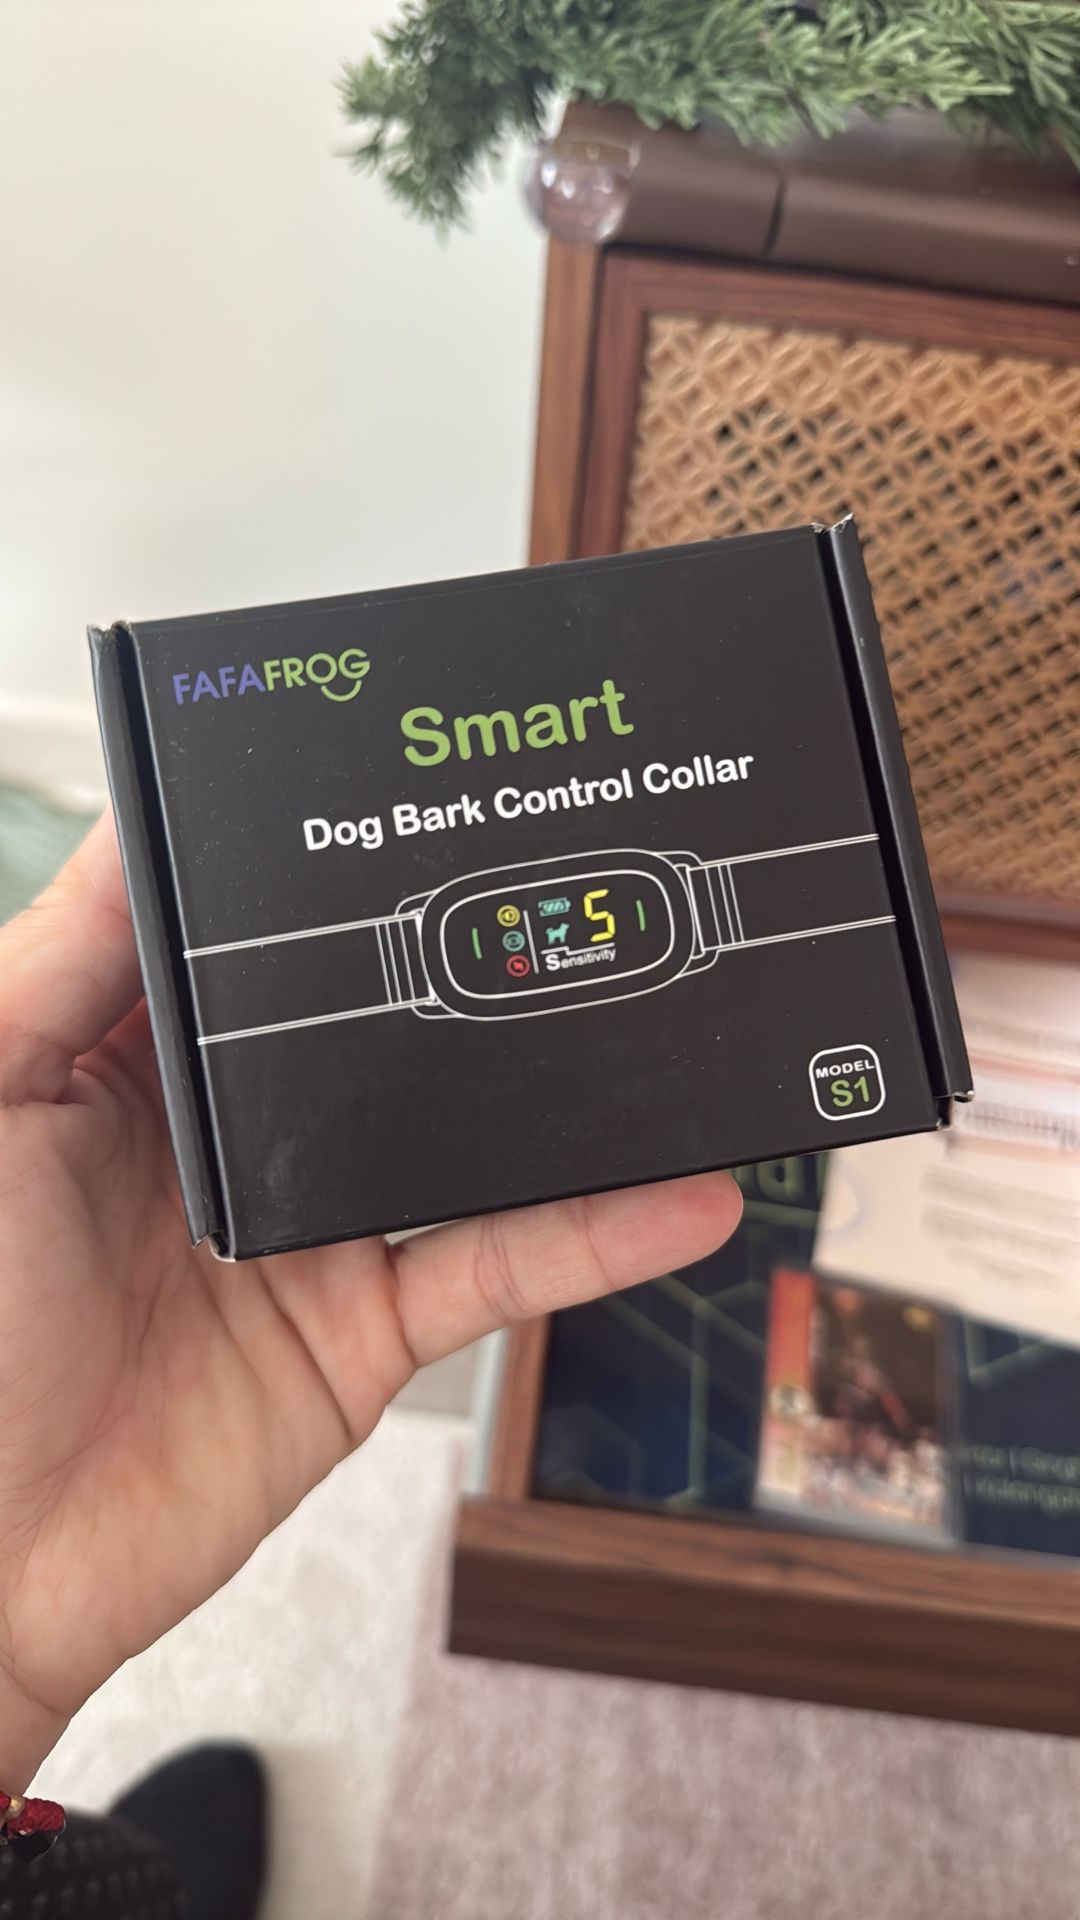 FAFAFROG
Smart
Dog Bark Control Collar
5
Sensitivity
MODEL
S1